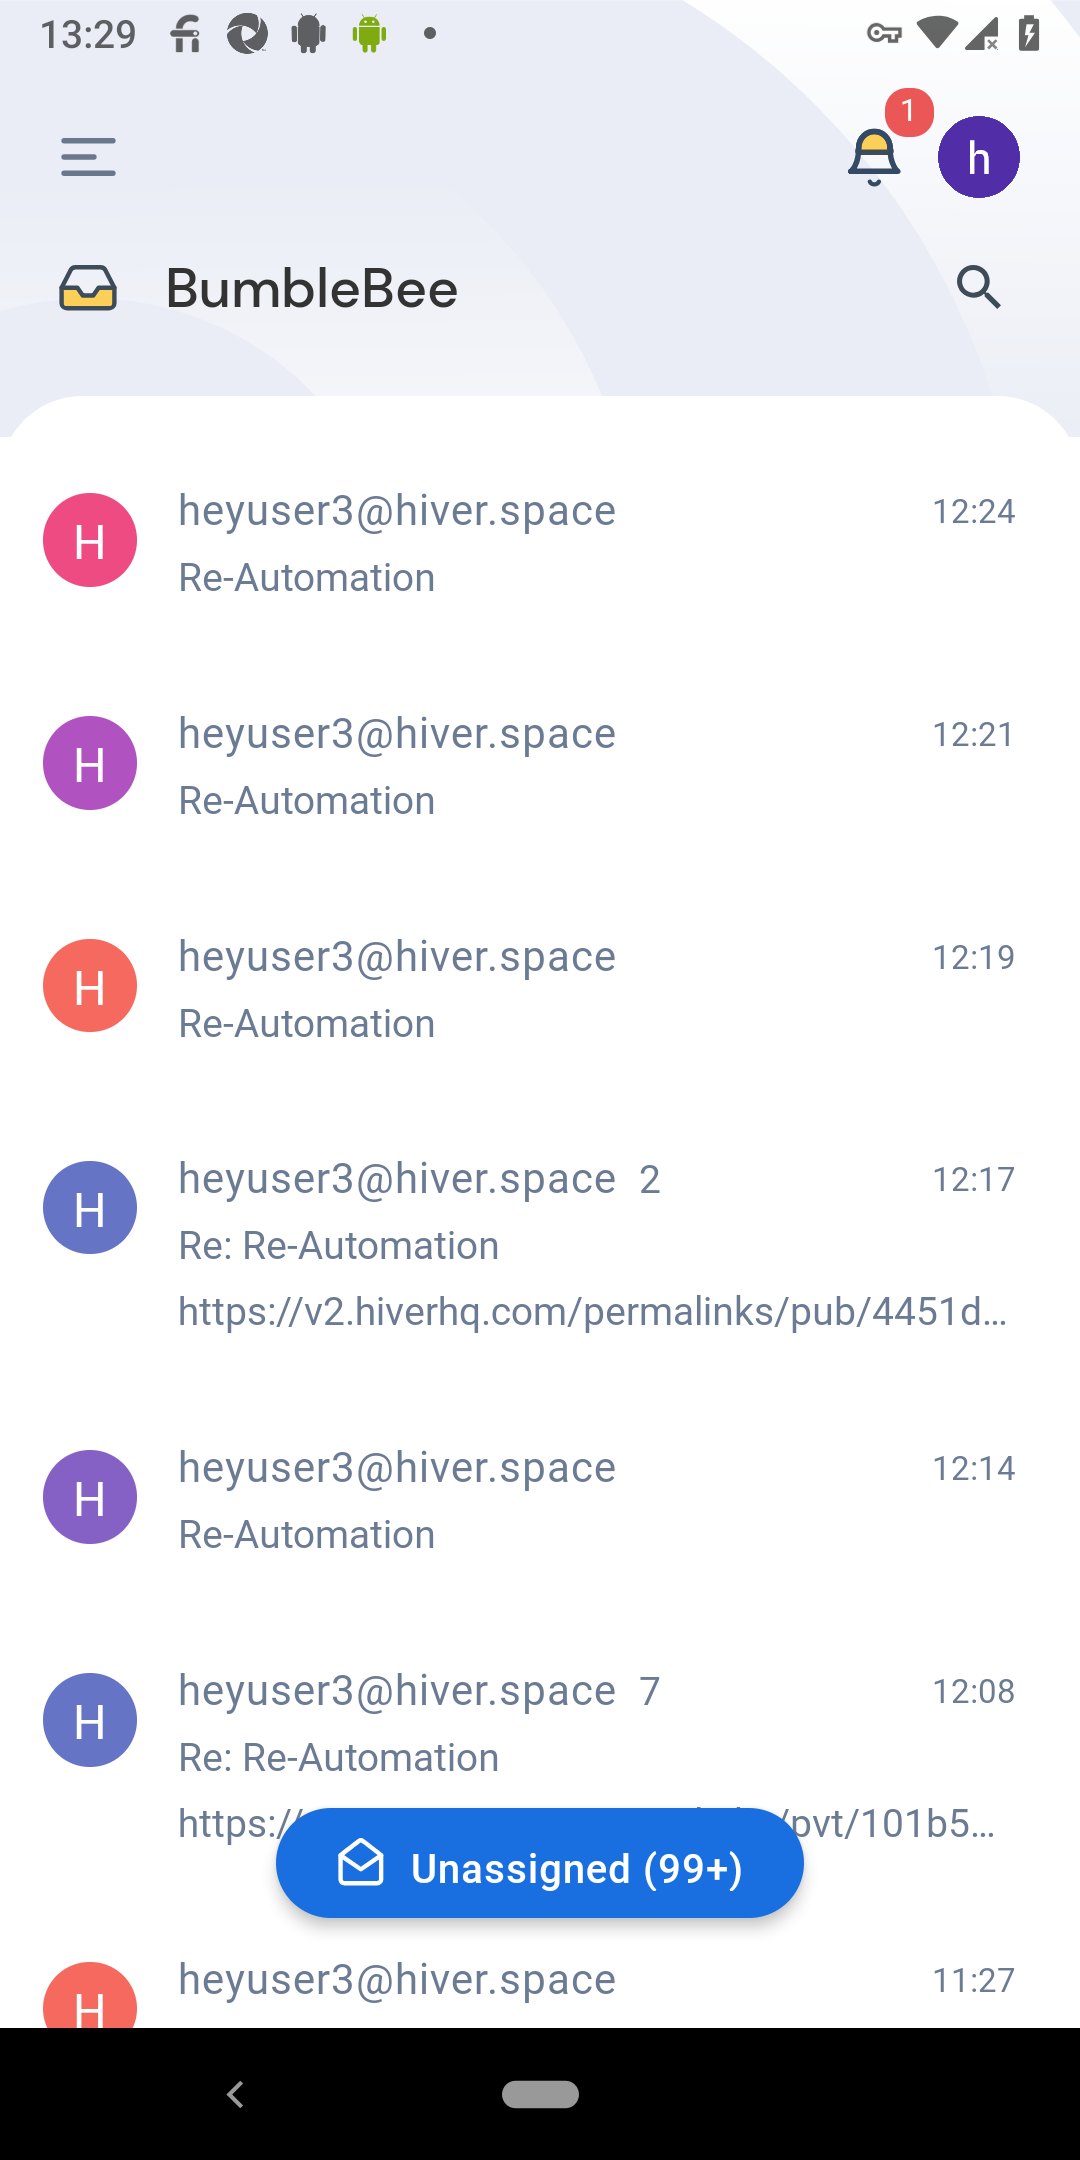 13:29
1
h
BumbleBee
H heyuser3@hiver.space 12:24
Re-Automation
H heyuser3@hiver.space 12:21
Re-Automation
H heyuser3@hiver.space 12:19
Re-Automation
H heyuser3@hiver.space 2 12:17
Re: Re-Automation
https://v2.hiverhq.com/permalinks/pub/4451d...
H heyuser3@hiver.space 12:14
Re-Automation
H heyuser3@hiver.space 7 12:08
Re: Re-Automation
https:/ /pvt/101b5...
Unassigned (99+)
H heyuser3@hiver.space 11:27